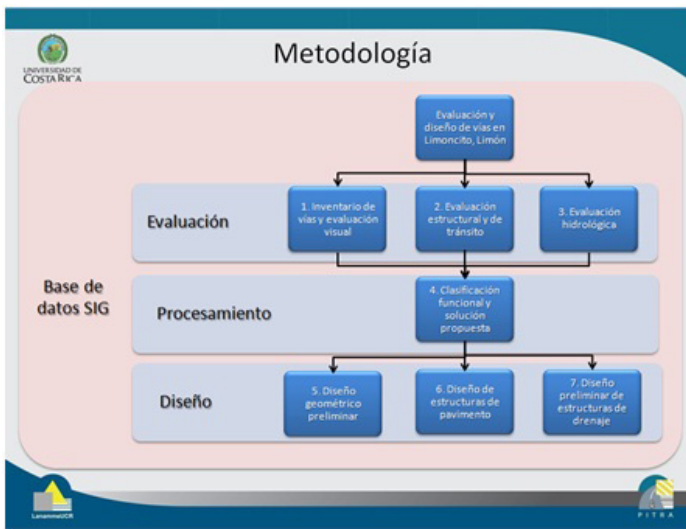 Metodología
UNIVERSIDAD DE
COSTA RICA
Evaluación y
diseño de vías en
Limoncito, Limón
Evaluación
1. Inventario de
vías y evaluación
visual
2. Evaluación
estructural y de
tránsito
3. Evaluación
hidrológica
Base de
datos SIG
Procesamiento
4. Clasificación
funcional y
solución
propuesta
Diseño
5. Diseño
geométrico
preliminar
6. Diseño de
estructuras de
pavimento
7. Diseño
preliminar de
estructuras de
drenaje
LanammeUCR
PITRA